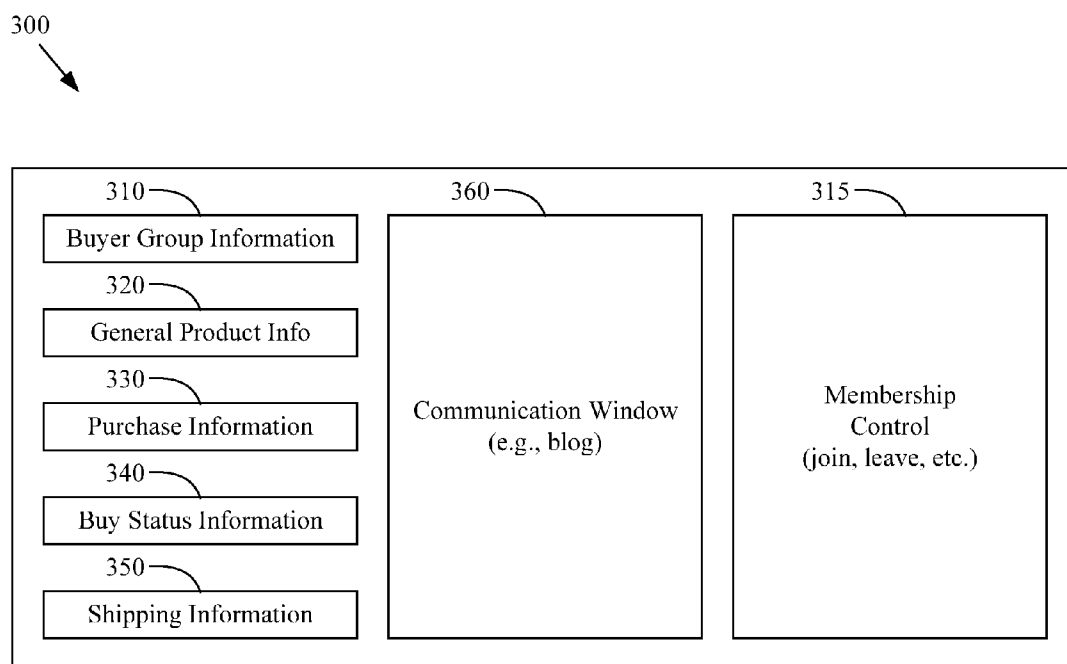 300
310
Buyer Group Information
320
General Product Info
330
Purchase Information
340
Buy Status Information
350
Shipping Information
360
Communication Window
(e.g., blog)
315
Membership
Control
(join, leave, etc.)